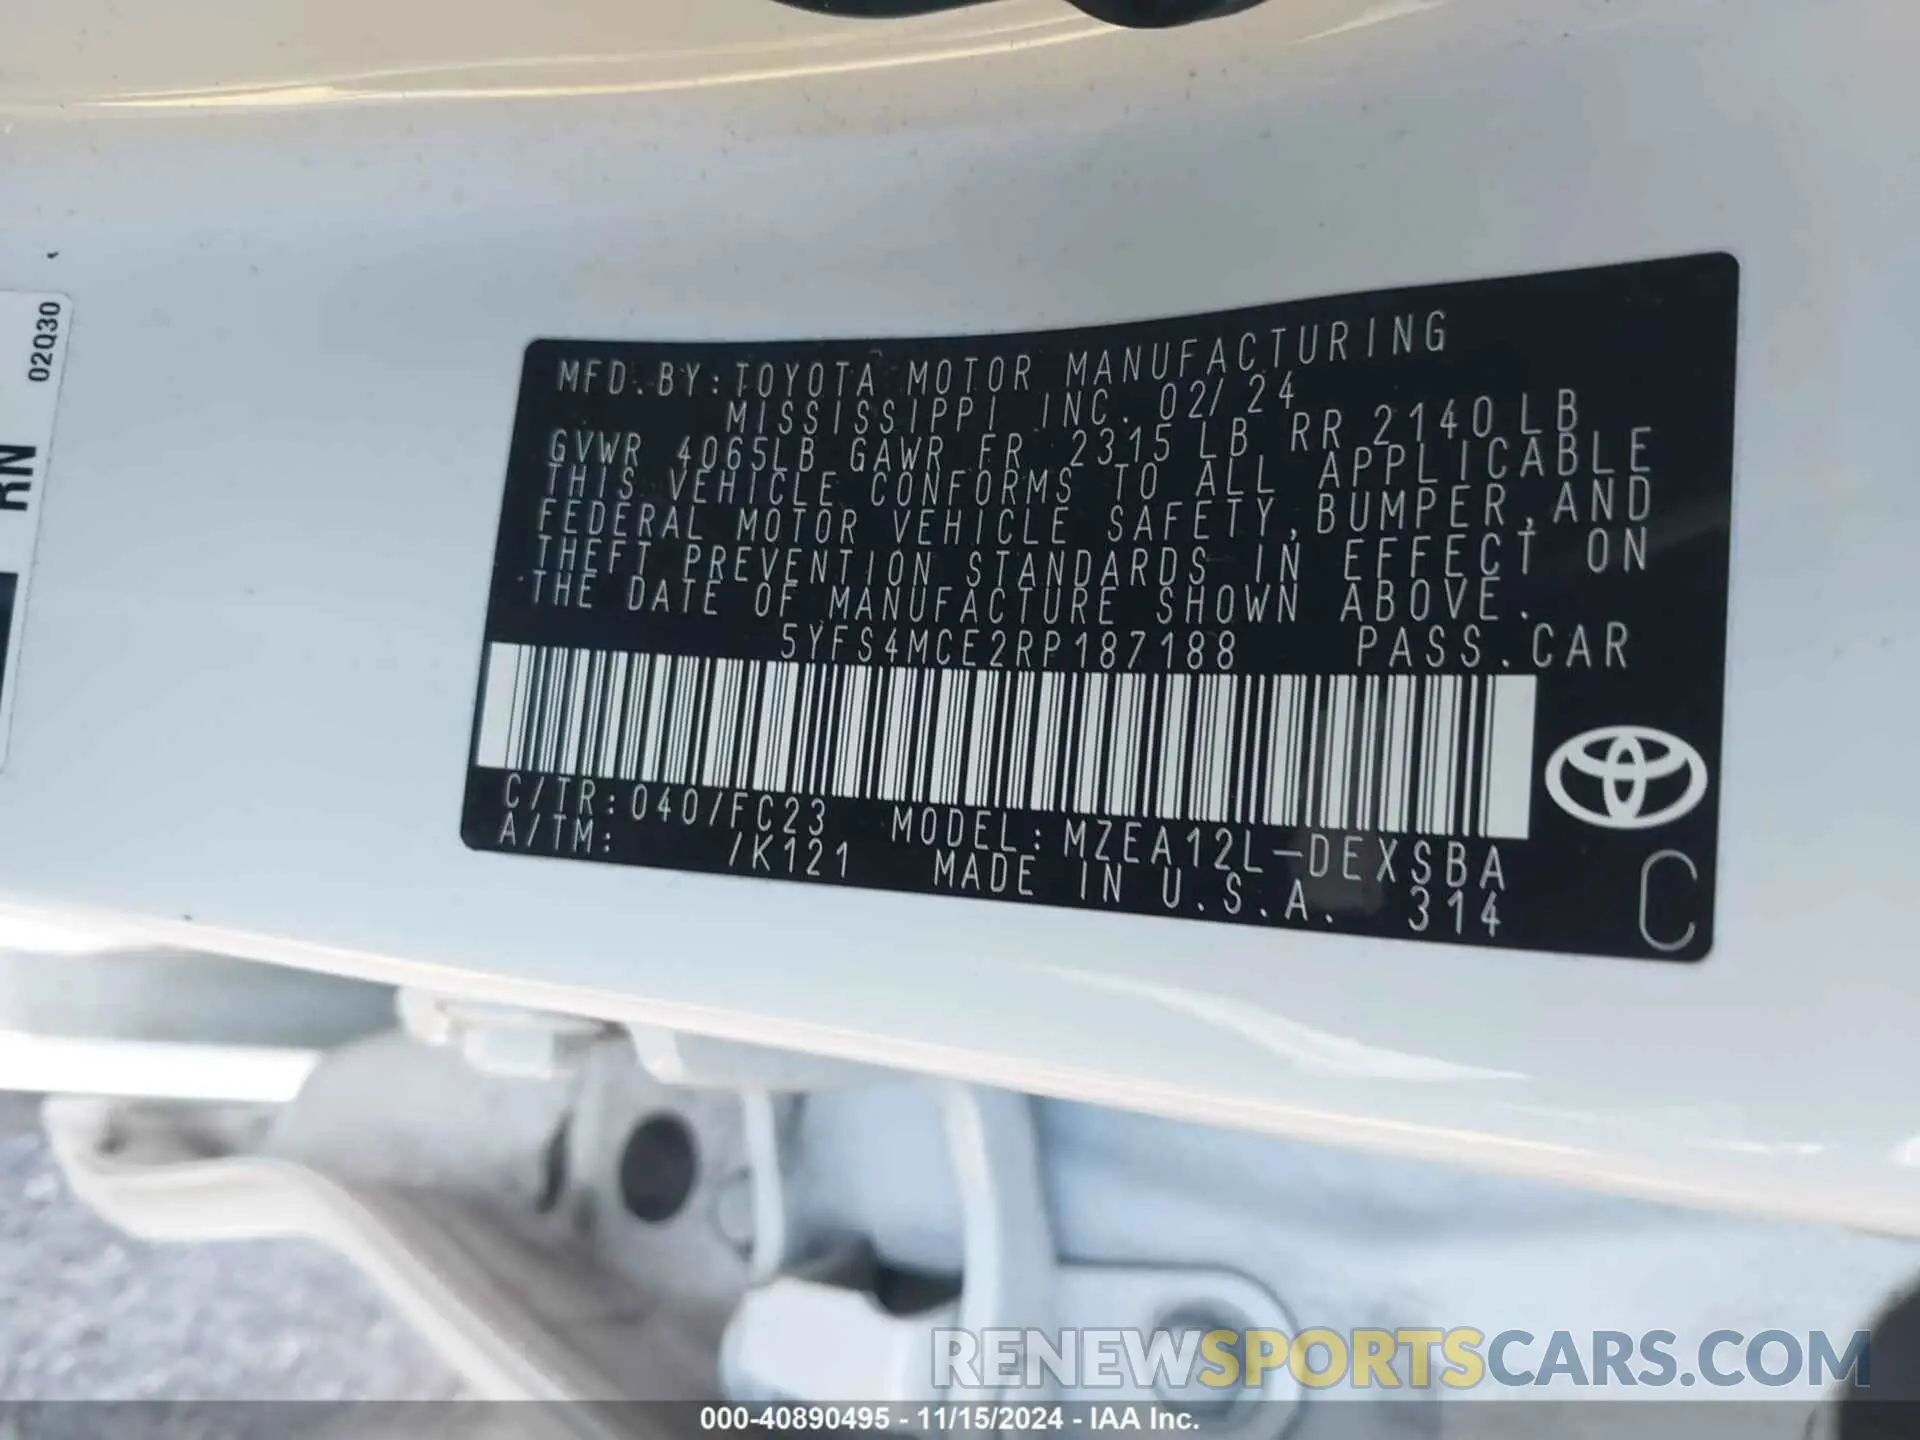 02Q30
RN
MFD.BY:TOYOTA MOTOR MANUFACTURING
MISSISSIPPI INC. 02/24
GVWR 4065LB GAWR FR 2315 LB RR 2140LB
THIS VEHICLE CONFORMS TO ALL APPLICABLE
FEDERAL MOTOR VEHICLE SAFETY,BUMPER,AND
THEFT PREVENTION STANDARDS IN EFFECT ON
THE DATE OF MANUFACTURE SHOWN ABOVE.
5YFS4MCE2RP187188 PASS.CAR
C/TR:040/FC23 MODEL:MZEA12L-DEXSBA
A/TM: /K121 MADE IN U.S.A. 314
C
RENEWSPORTSCARS.COM
000-40890495 - 11/15/2024 - IAA Inc.